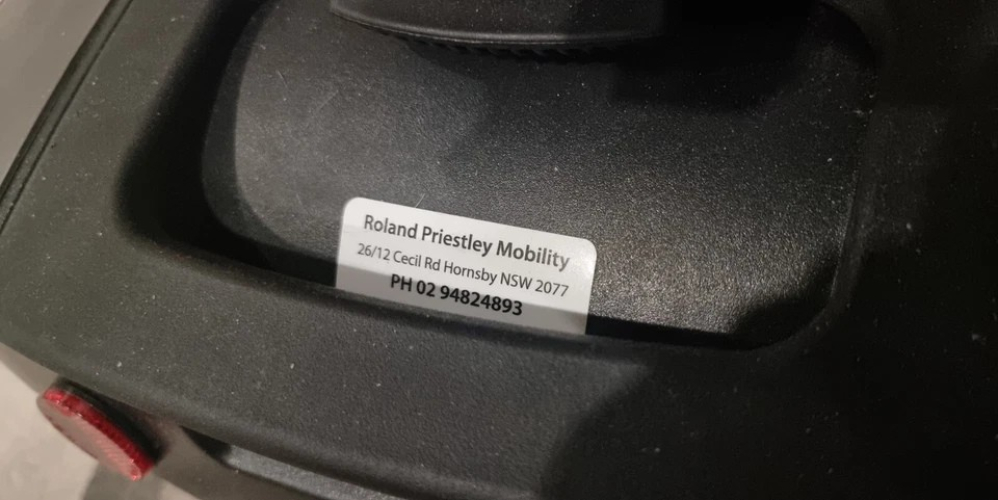 Roland Priestley Mobility
26/12 Cecil Rd Hornsby NSW 2077
PH 02 94824893